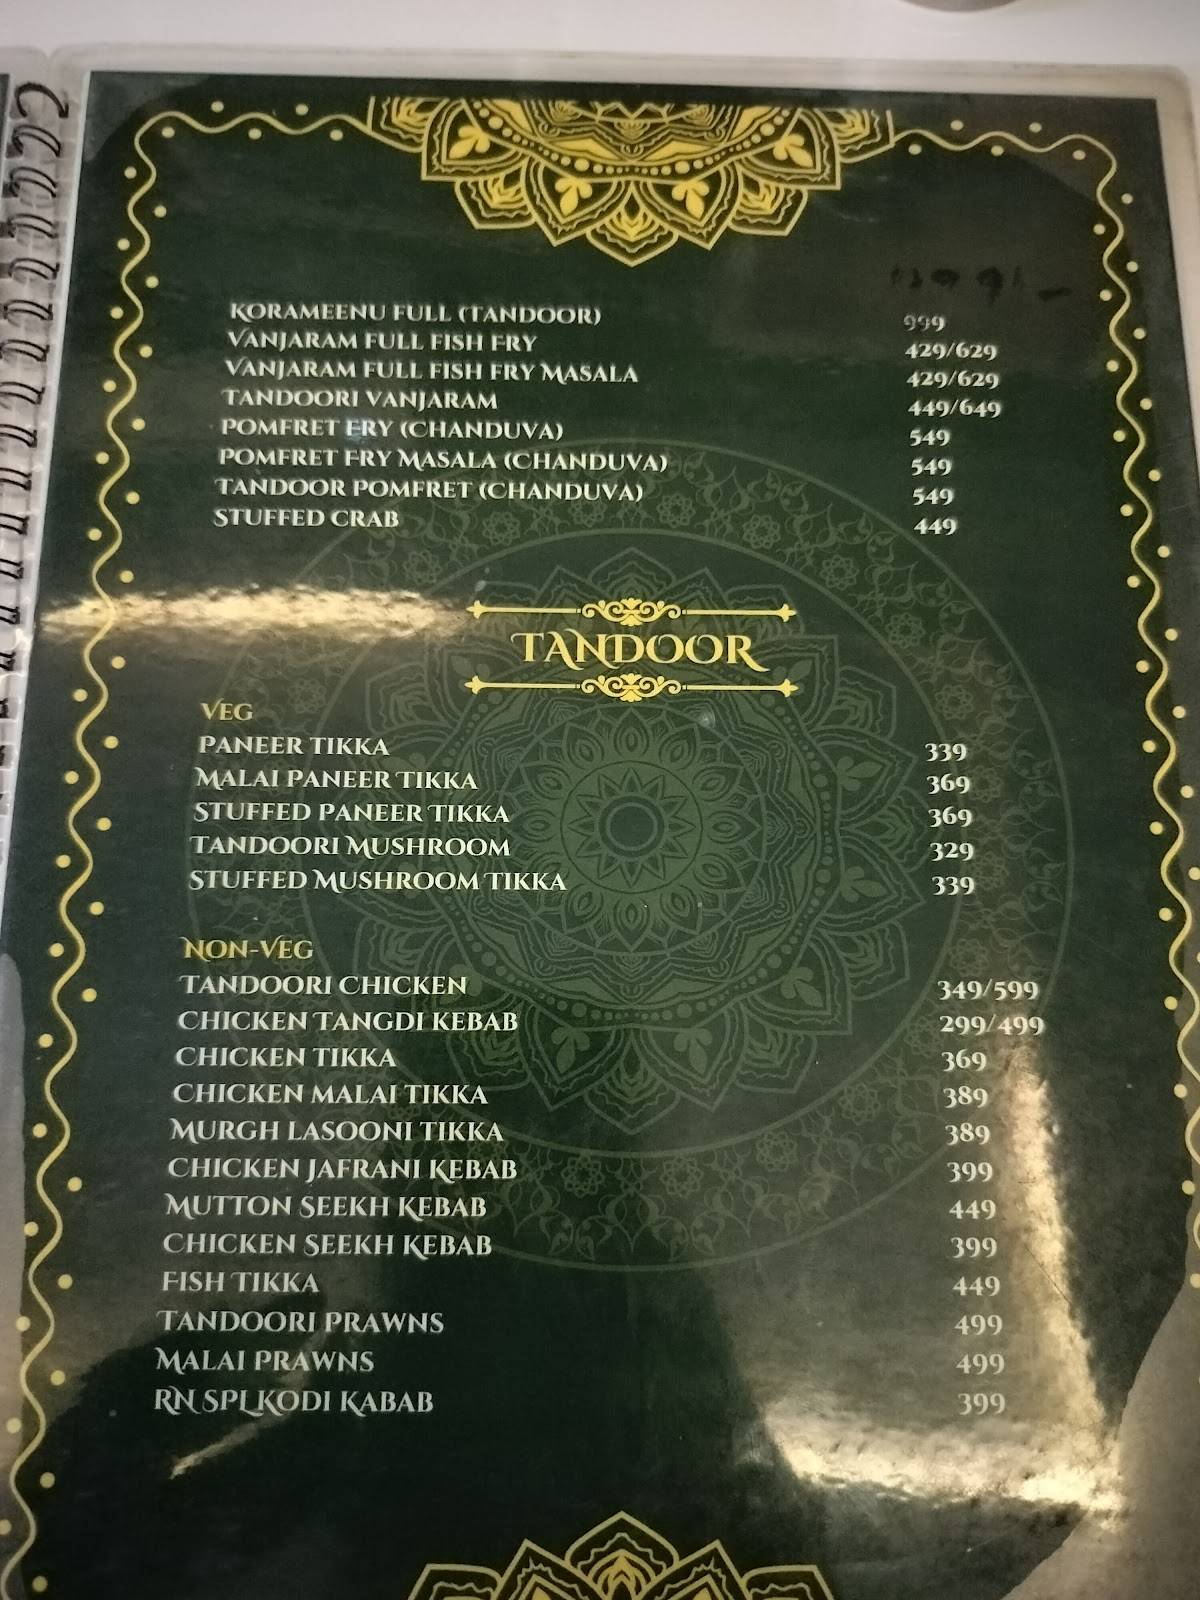 Korameenu Full (Tandoor) 999
Vanjaram Full Fish Fry 429/629
Vanjaram Full Fish Fry Masala 429/629
Tandoori Vanjaram 449/649
Pomfret Fry (Chanduva) 549
Pomfret Fry Masala (Chanduva) 549
Tandoor Pomfret (Chanduva) 549
Stuffed Crab 449
TANDOOR
Veg
Paneer Tikka 339
Malai Paneer Tikka 369
Stuffed Paneer Tikka 369
Tandoori Mushroom 329
Stuffed Mushroom Tikka 339
Non-Veg
Tandoori Chicken 349/599
Chicken Tangdi Kebab 299/499
Chicken Tikka 369
Chicken Malai Tikka 389
Murgh Lasooni Tikka 389
Chicken Jafrani Kebab 399
Mutton Seekh Kebab 449
Chicken Seekh Kebab 399
Fish Tikka 449
Tandoori Prawns 499
Malai Prawns 499
RN SPL Kodi Kabab 399